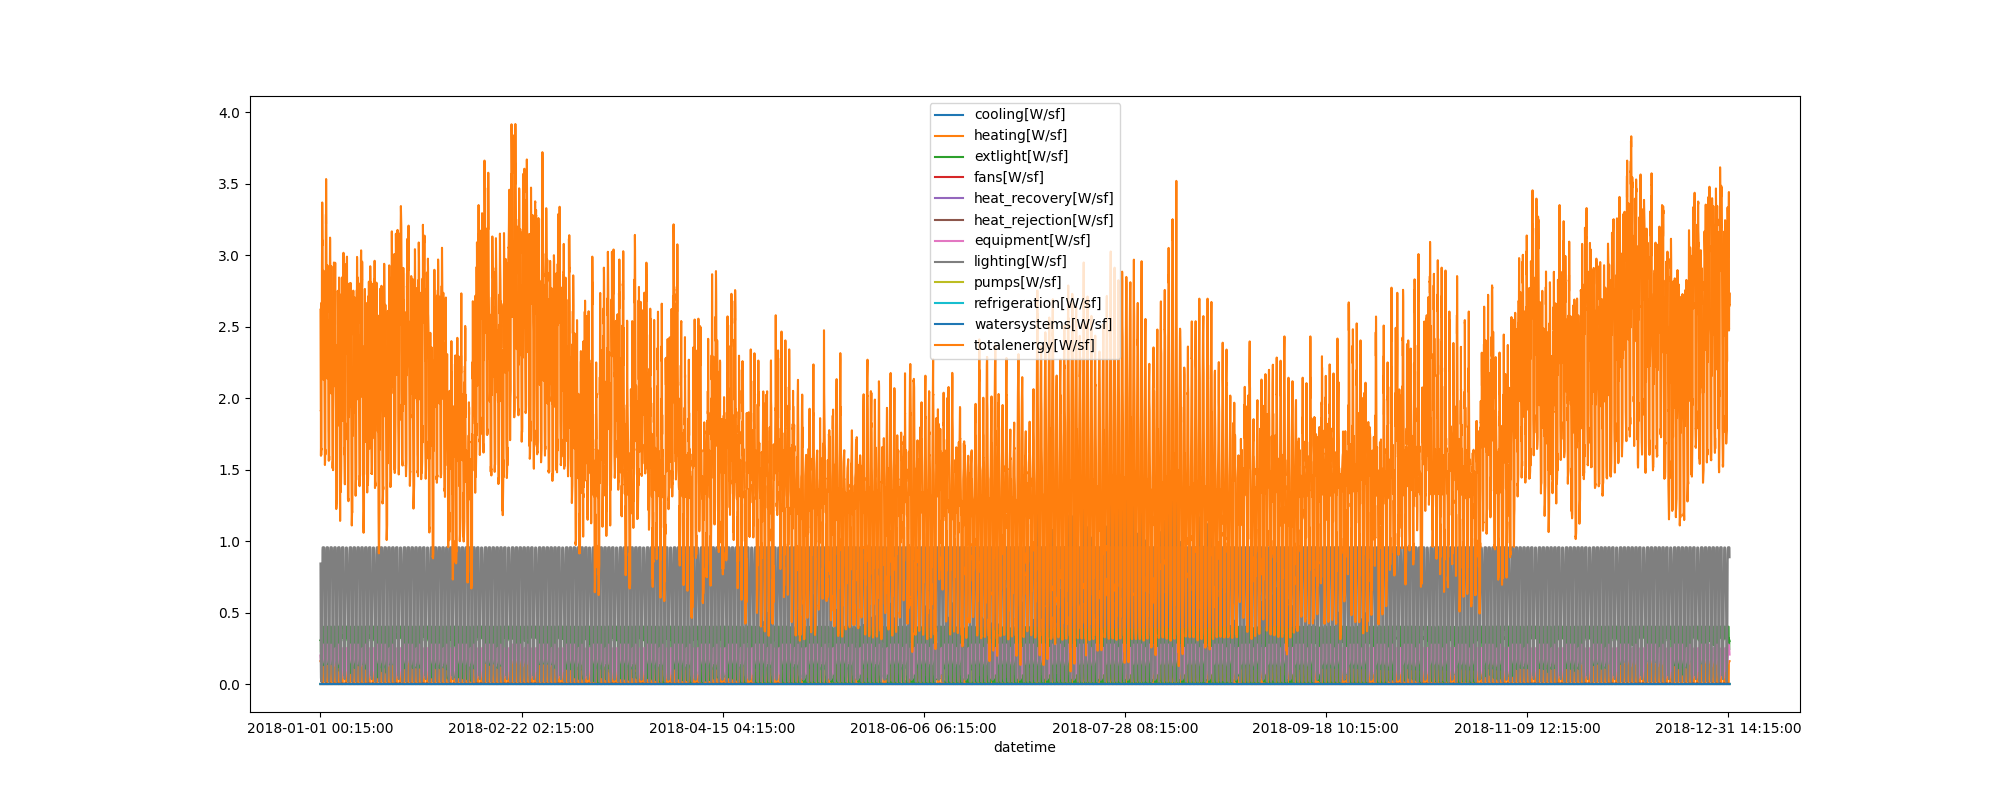 4.0
3.5
3.0
2.5
2.0
1.5
1.0
0.5
0.0
cooling[W/sf]
heating[W/sf]
extlight[W/sf]
fans[W/sf]
heat_recovery[W/sf]
heat_rejection[W/sf]
equipment[W/sf]
lighting[W/sf]
pumps[W/sf]
refrigeration[W/sf]
watersystems[W/sf]
totalenergy[W/sf]
2018-01-01 00:15:00
2018-02-22 02:15:00
2018-04-15 04:15:00
2018-06-06 06:15:00
2018-07-28 08:15:00
2018-09-18 10:15:00
2018-11-09 12:15:00
2018-12-31 14:15:00
datetime